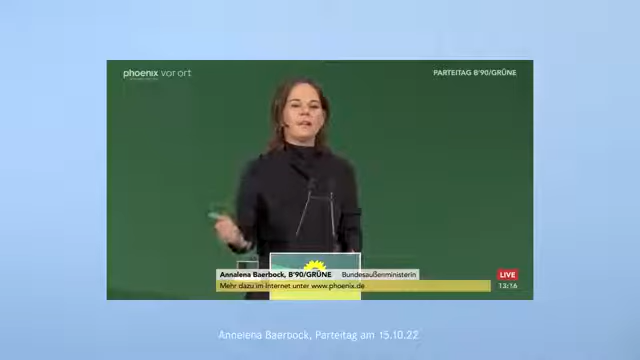 phoenix vor ort
PARTEITAG B'90/GRÜNE
Annalena Baerbock, B'90/GRÜNE Bundesaußenministerin
LIVE
Mehr dazu im Internet unter www.phoenix.de
13:16
Annelena Baerbock, Parteitag am 15.10.22